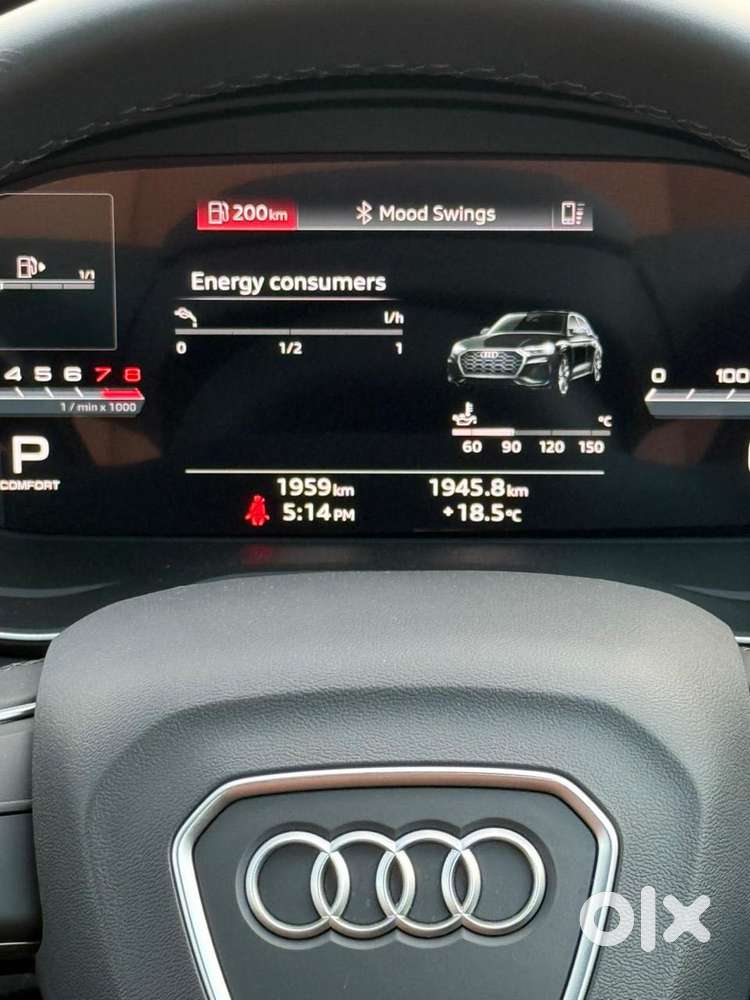 200km
Mood Swings
Energy consumers
1/1
l/h
0 1/2 1
4 5 6 7 8
1 / min x 1000
0 100
°C
60 90 120 150
P
COMFORT
1959km 1945.8km
5:14PM +18.5°C
olx